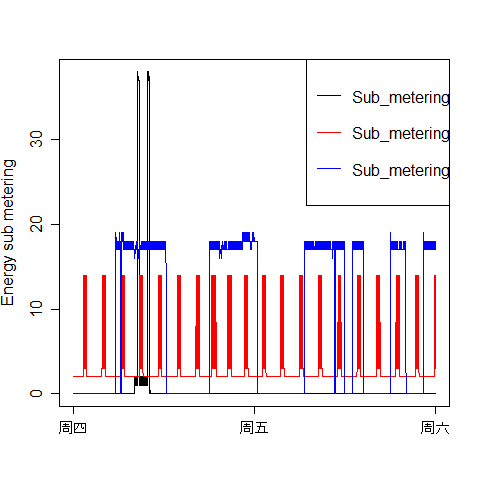 Sub_metering
Sub_metering
Sub_metering
Energy sub metering
30
20
10
0
周四
周五
周六